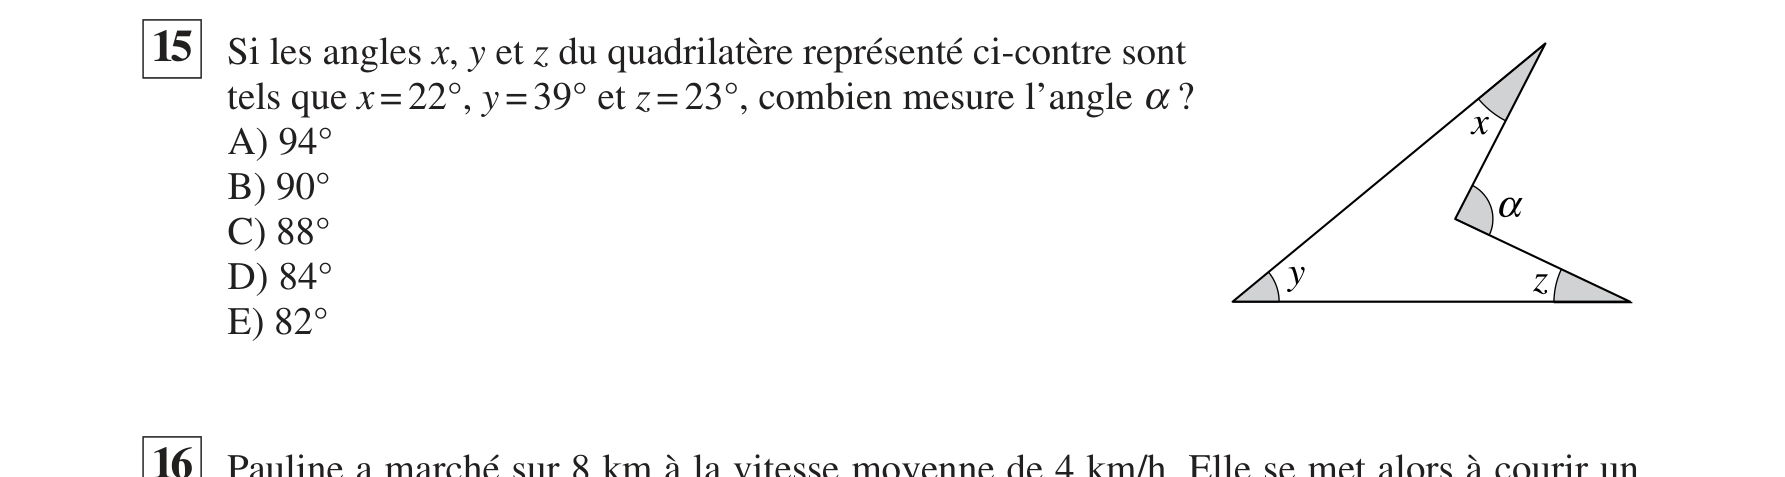 15 Si les angles x, y et z du quadrilatère représenté ci-contre sont
tels que x = 22°, y = 39° et z = 23°, combien mesure l'angle α ?
A) 94°
B) 90°
C) 88°
D) 84°
E) 82°
x
α
y
z
16 Pauline a marché sur 8 km à la vitesse moyenne de 4 km/h. Elle se met alors à courir un